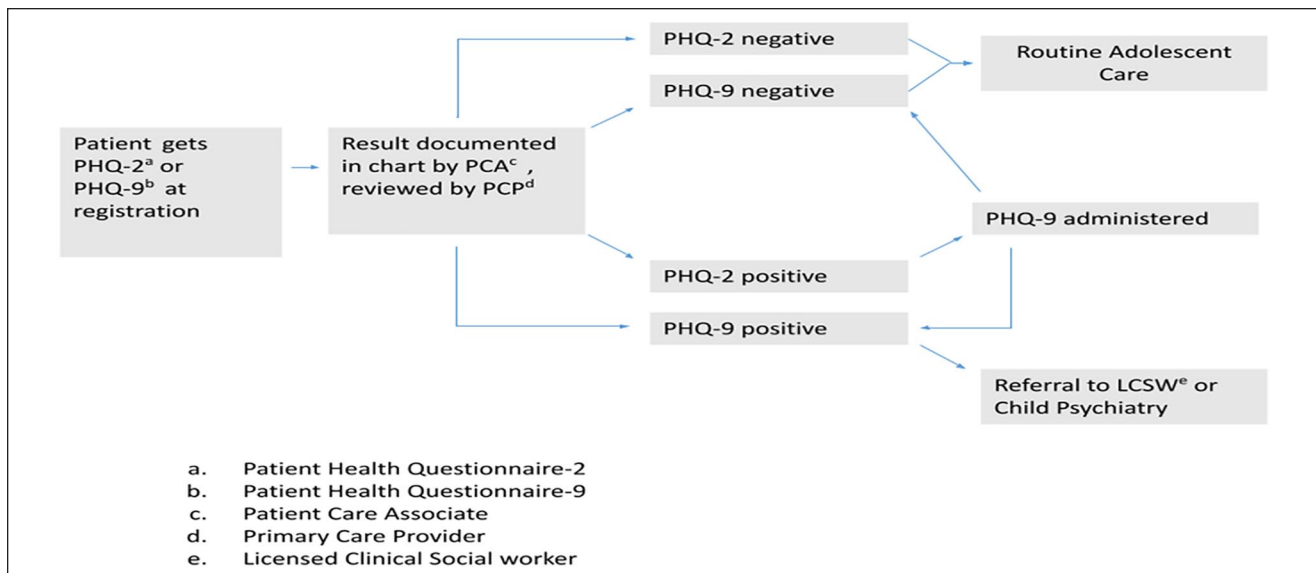 PHQ-2 negative
PHQ-9 negative
Routine Adolescent
Care
Patient gets
PHQ-2ᵃ or
PHQ-9ᵇ at
registration
Result documented
in chart by PCAᶜ ,
reviewed by PCPᵈ
PHQ-9 administered
PHQ-2 positive
PHQ-9 positive
Referral to LCSWᵉ or
Child Psychiatry
a. Patient Health Questionnaire-2
b. Patient Health Questionnaire-9
c. Patient Care Associate
d. Primary Care Provider
e. Licensed Clinical Social worker